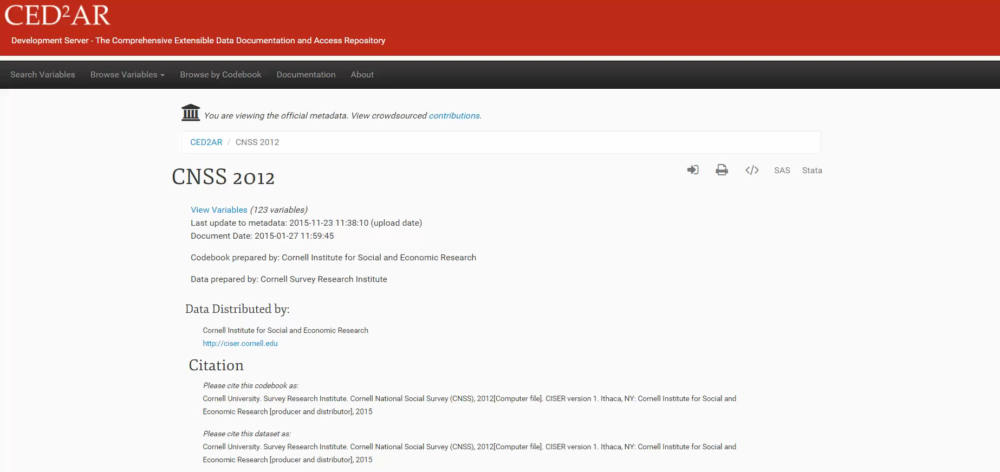 CED²AR
Development Server - The Comprehensive Extensible Data Documentation and Access Repository
Search Variables Browse Variables Browse by Codebook Documentation About
You are viewing the official metadata. View crowdsourced contributions.
CED2AR / CNSS 2012
CNSS 2012
</> SAS Stata
View Variables (123 variables)
Last update to metadata: 2015-11-23 11:38:10 (upload date)
Document Date: 2015-01-27 11:59:45
Codebook prepared by: Cornell Institute for Social and Economic Research
Data prepared by: Cornell Survey Research Institute
Data Distributed by:
Cornell Institute for Social and Economic Research
http://ciser.cornell.edu
Citation
Please cite this codebook as:
Cornell University. Survey Research Institute. Cornell National Social Survey (CNSS), 2012[Computer file]. CISER version 1. Ithaca, NY: Cornell Institute for Social and
Economic Research [producer and distributor], 2015
Please cite this dataset as:
Cornell University. Survey Research Institute. Cornell National Social Survey (CNSS), 2012[Computer file]. CISER version 1. Ithaca, NY: Cornell Institute for Social and
Economic Research [producer and distributor], 2015